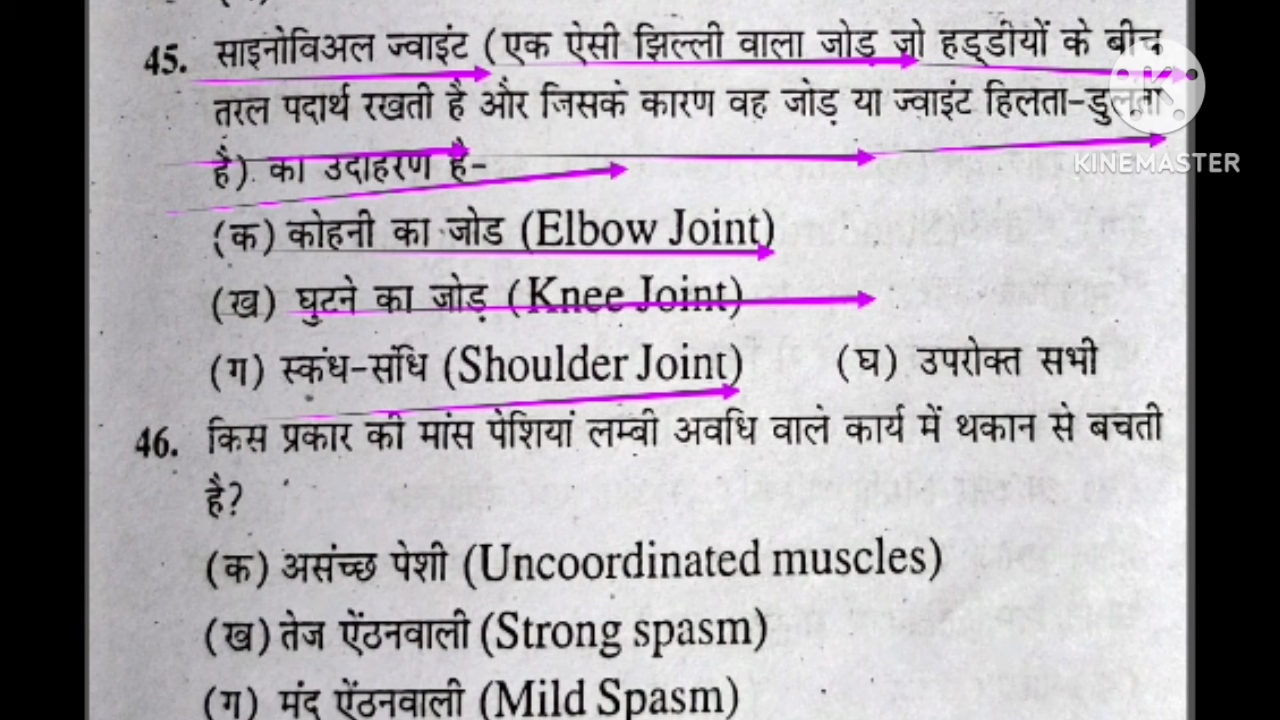 45. साइनोविअल ज्वाइंट (एक ऐसी झिल्ली वाला जोड़ जो हड्डीयों के बीच
तरल पदार्थ रखती है और जिसके कारण वह जोड़ या ज्वाइंट हिलता-डुलता
है) का उदाहरण है-
(क) कोहनी का जोड (Elbow Joint)
(ख) घुटने का जोड़ (Knee Joint)
(ग) स्कंध-संधि (Shoulder Joint) (घ) उपरोक्त सभी
46. किस प्रकार की मांस पेशियां लम्बी अवधि वाले कार्य में थकान से बचती
है?
(क) असंच्छ पेशी (Uncoordinated muscles)
(ख) तेज ऐंठनवाली (Strong spasm)
(ग) मंद ऐंठनवाली (Mild Spasm)
KINEMASTER